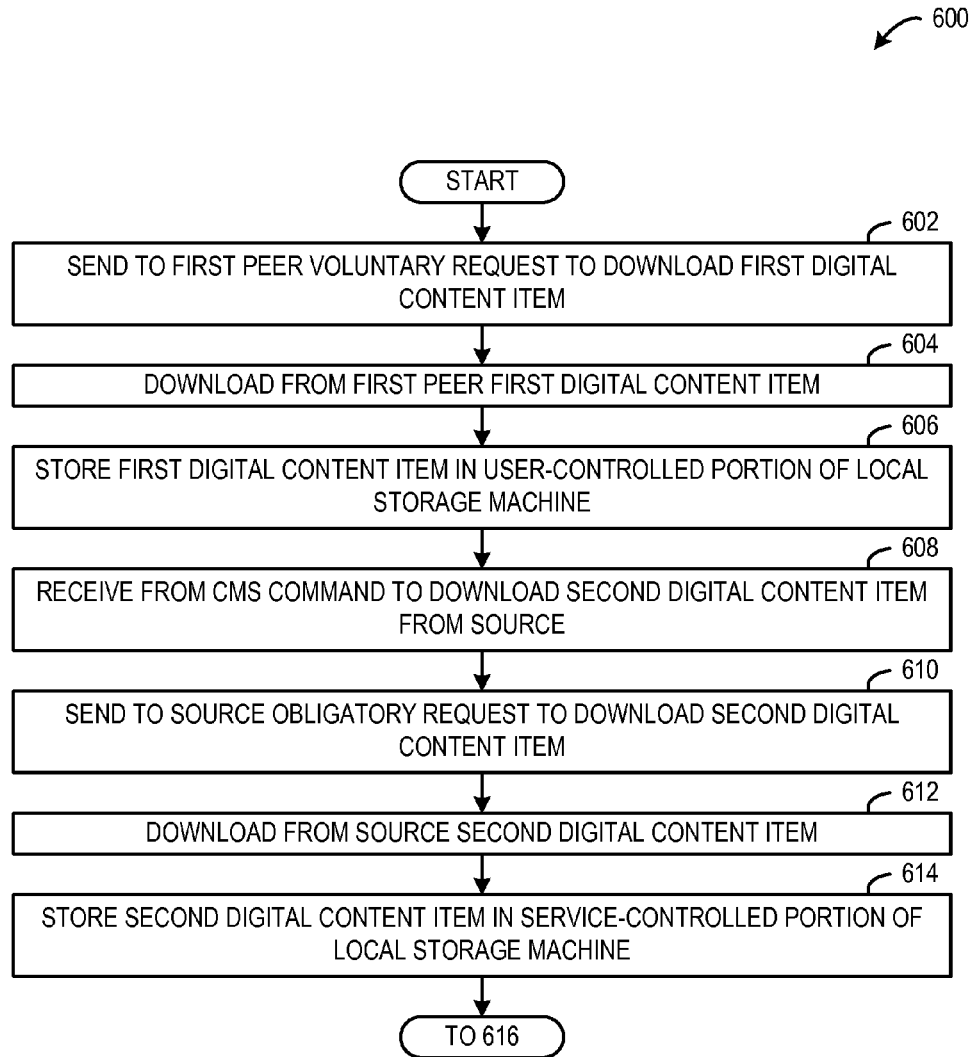 600
START
602
SEND TO FIRST PEER VOLUNTARY REQUEST TO DOWNLOAD FIRST DIGITAL
CONTENT ITEM
604
DOWNLOAD FROM FIRST PEER FIRST DIGITAL CONTENT ITEM
606
STORE FIRST DIGITAL CONTENT ITEM IN USER-CONTROLLED PORTION OF LOCAL
STORAGE MACHINE
608
RECEIVE FROM CMS COMMAND TO DOWNLOAD SECOND DIGITAL CONTENT ITEM
FROM SOURCE
610
SEND TO SOURCE OBLIGATORY REQUEST TO DOWNLOAD SECOND DIGITAL
CONTENT ITEM
612
DOWNLOAD FROM SOURCE SECOND DIGITAL CONTENT ITEM
614
STORE SECOND DIGITAL CONTENT ITEM IN SERVICE-CONTROLLED PORTION OF
LOCAL STORAGE MACHINE
TO 616